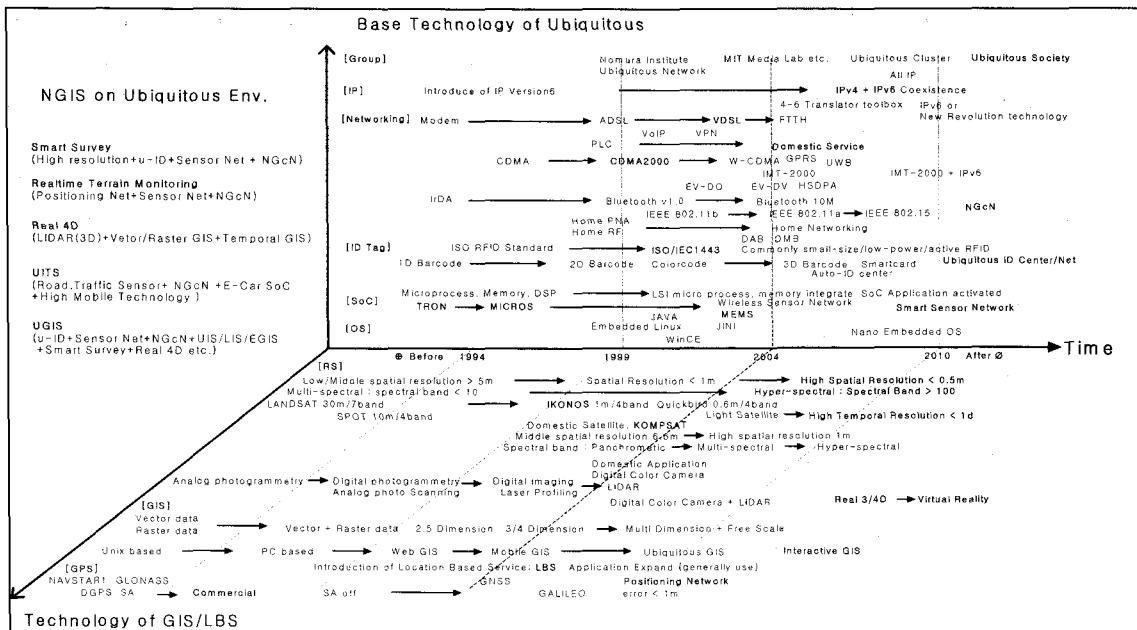 Base Technology of Ubiquitous
NGIS on Ubiquitous Env.
Smart Survey
(High resolution+u-ID+Sensor Net + NGcN)
Realtime Terrain Monitoring
(Positioning Net+Sensor Net+NGcN)
Real 4D
(LIDAR(3D)+Vetor/Raster GIS+Temporal GIS)
UITS
(Road.Traffic Sensor+ NGcN +E-Car SoC
+High Mobile Technology )
UGIS
(u-ID+Sensor Net+NGcN+UIS/LIS/EGIS
+Smart Survey+Real 4D etc.)
[Group]
Nomura Institute
Ubiquitous Network
MIT Media Lab etc.
Ubiquitous Cluster
Ubiquitous Society
All IP
[IP]
Introduce of IP Version6
IPv4 + IPv6 Coexistence
4-6 Translator toolbox
IPv6 or
New Revolution technology
[Networking] Modem
ADSL
VDSL
FTTH
VoIP
VPN
PLC
Domestic Service
CDMA
CDMA2000
W-CDMA
GPRS
UWB
IMT-2000
IMT-2000 + IPv6
EV-DO
EV-DV
HSDPA
IrDA
Bluetooth v1.0
Bluetooth 10M
IEEE 802.11b
IEEE 802.11a
IEEE 802.15
NGcN
Home PNA
Home RF
Home Networking
DAB
DMB
[ID Tag]
ISO RFID Standard
ISO/IEC1443
Commonly small-size/low-power/active RFID
1D Barcode
2D Barcode
Colorcode
3D Barcode
Smartcard
Auto-ID center
Ubiquitous iD Center/Net
Microprocess, Memory, DSP
LSI micro process, memory integrate
SoC Application activated
[SoC]
TRON
MICROS
Wireless Sensor Network
Smart Sensor Network
JAVA
MEMS
[OS]
Embedded Linux
JINI
Nano Embedded OS
WinCE
Before
1994
1999
2004
2010
After
Time
[RS]
Low/Middle spatial resolution > 5m
Spatial Resolution < 1m
High Spatial Resolution < 0.5m
Multi-spectral : spectral band < 10
Hyper-spectral : Spectral Band > 100
LANDSAT 30m/7band
IKONOS 1m/4band
Quickbird 0.6m/4band
SPOT 10m/4band
Light Satellite
High Temporal Resolution < 1d
Domestic Satellite, KOMPSAT
Middle spatial resolution 6.6m
High spatial resolution 1m
Spectral band : Panchromatic
Multi-spectral
Hyper-spectral
Domestic Application
Digital Color Camera
Analog photogrammetry
Digital photogrammetry
Analog photo Scanning
Digital imaging
Laser Profiling
LiDAR
Digital Color Camera + LiDAR
Real 3/4D
Virtual Reality
[GIS]
Vector data
Raster data
Vector + Raster data
2.5 Dimension
3/4 Dimension
Multi Dimension + Free Scale
Unix based
PC based
Web GIS
Mobile GIS
Ubiquitous GIS
Interactive GIS
[GPS]
Introduction of Location Based Service: LBS
Application Expand (generally use)
NAVSTAR1
GLONASS
GNSS
Positioning Network
DGPS SA
Commercial
SA off
GALILEO
error < 1m
Technology of GIS/LBS